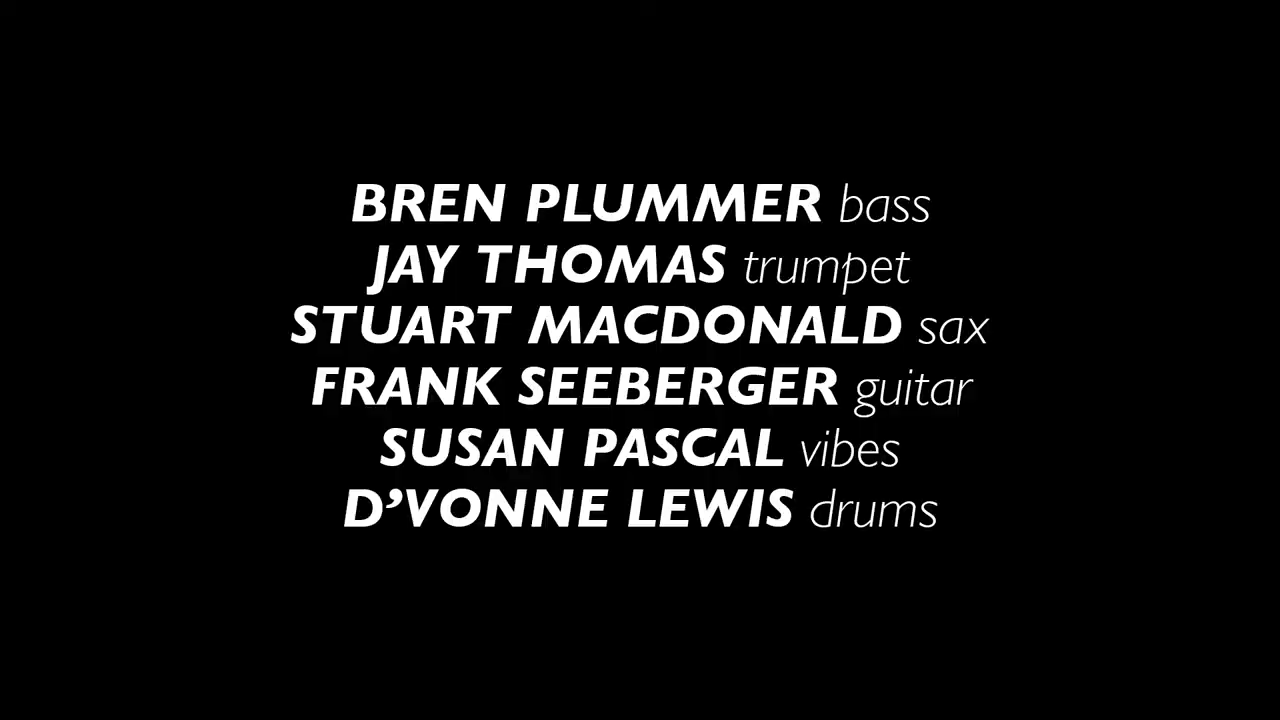 BREN PLUMMER bass
JAY THOMAS trumpet
STUART MACDONALD sax
FRANK SEEBERGER guitar
SUSAN PASCAL vibes
D’VONNE LEWIS drums